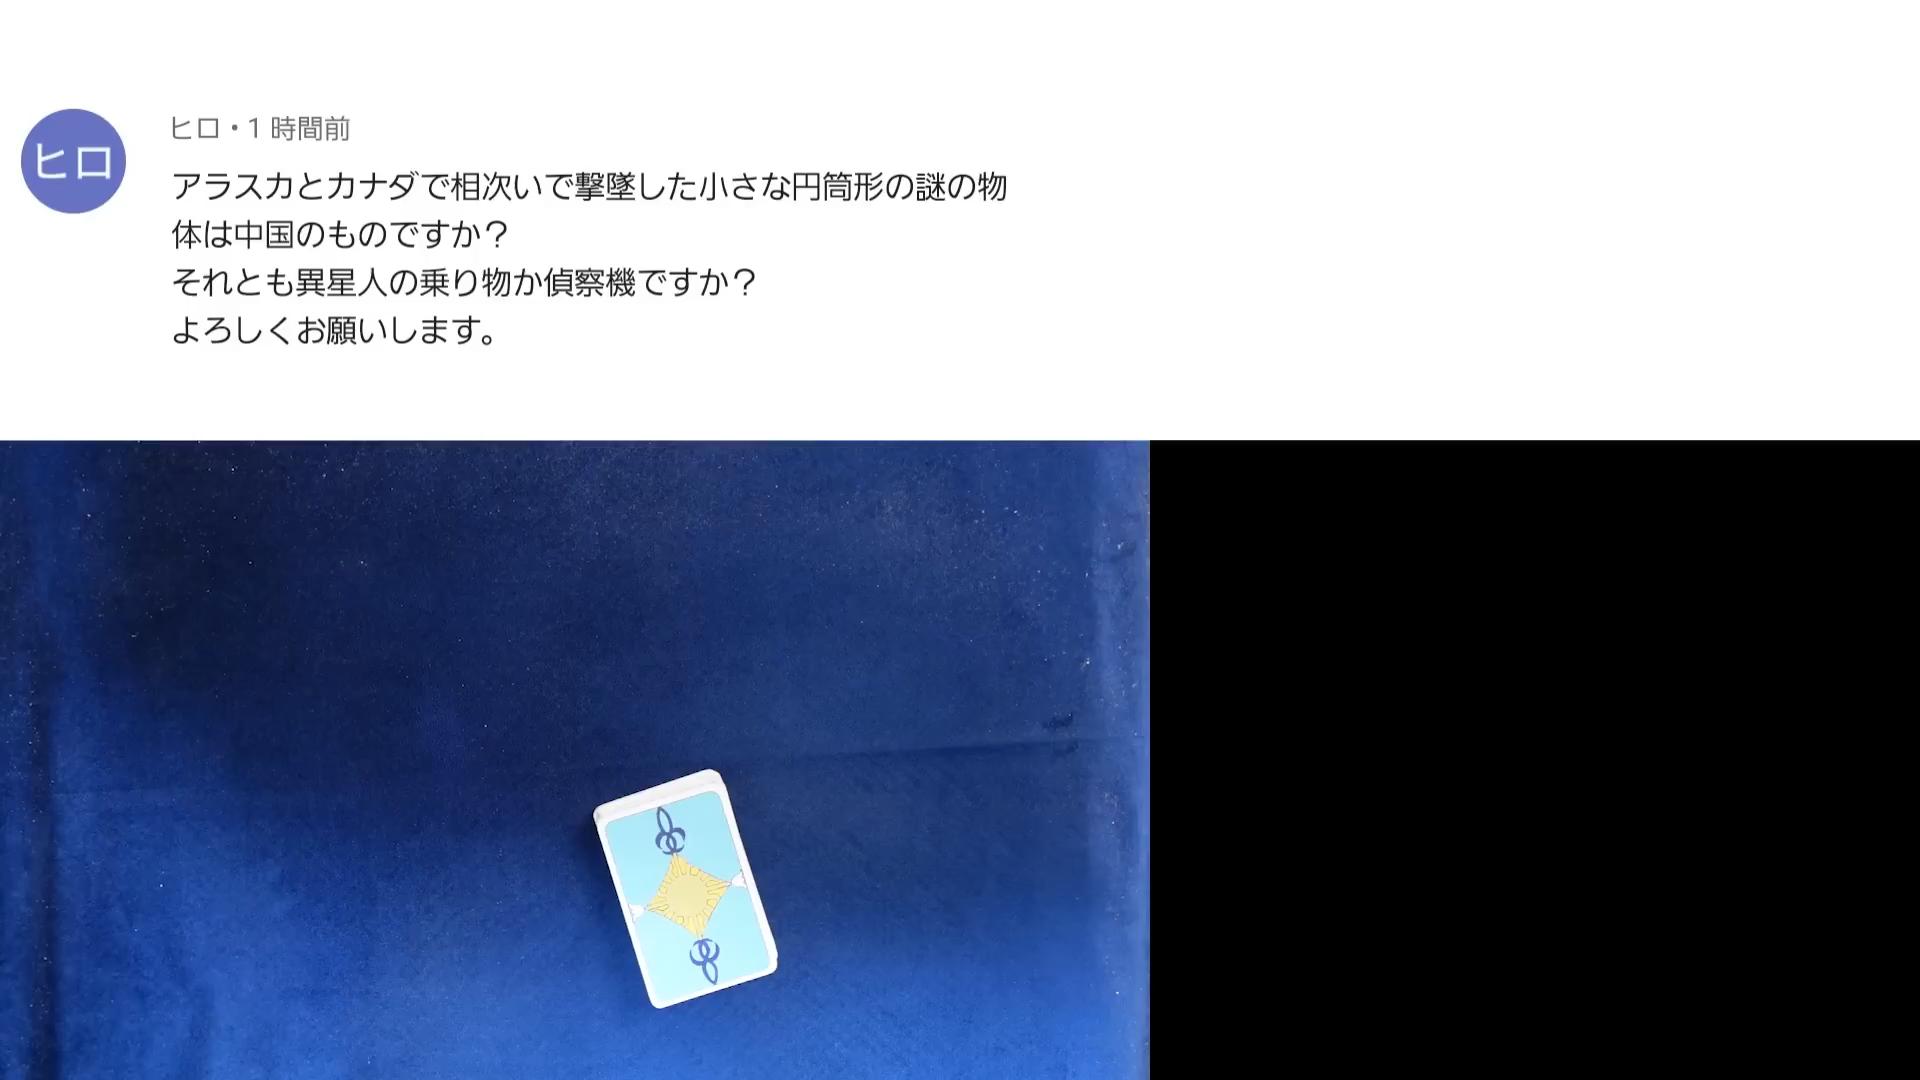 ヒロ
ヒロ・1 時間前
アラスカとカナダで相次いで撃墜した小さな円筒形の謎の物
体は中国のものですか？
それとも異星人の乗り物か偵察機ですか？
よろしくお願いします。